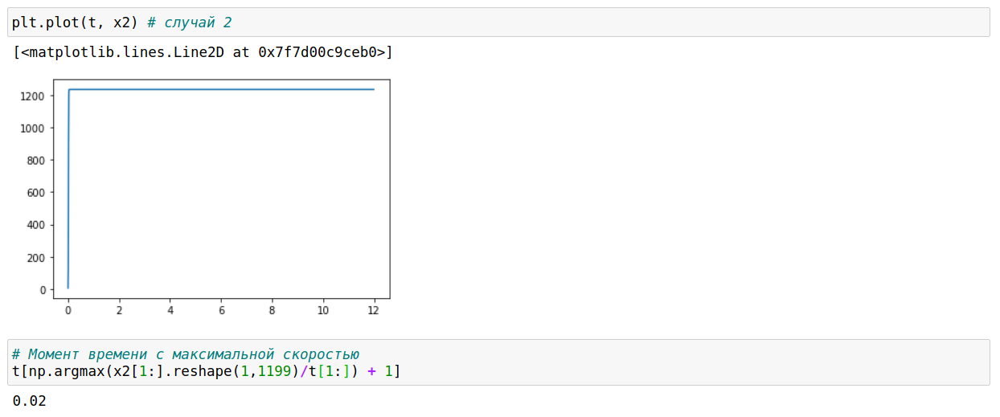 plt.plot(t, x2) # случай 2
[<matplotlib.lines.Line2D at 0x7f7d00c9ceb0>]
1200
1000
800
600
400
200
0
0 2 4 6 8 10 12
# Момент времени с максимальной скоростью
t[np.argmax(x2[1:].reshape(1,1199)/t[1:]) + 1]
0.02